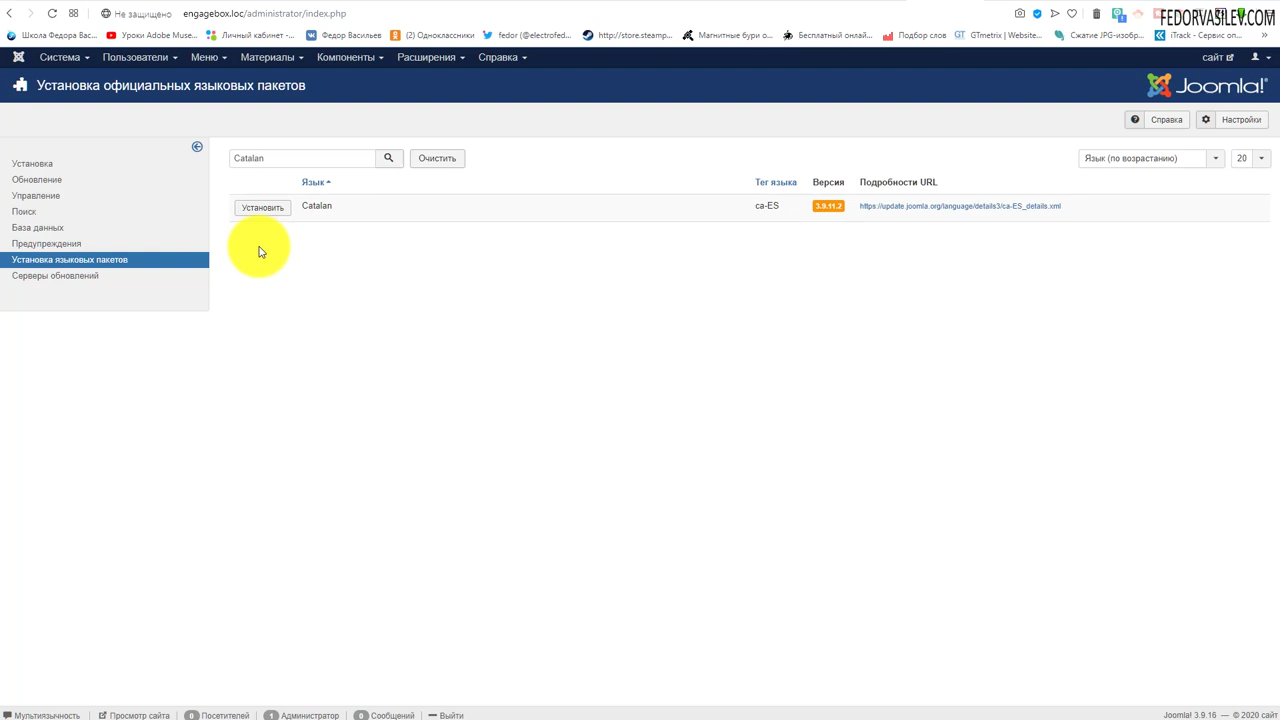 Не защищено engagebox.loc/administrator/index.php
FEDORVASILEV.COM
Школа Федора Вас... Уроки Adobe Muse... Личный кабинет -... Федор Васильев Одноклассники fedor (@electrofed... http://store.steamp... Магнитные бури о... Бесплатный онлай... Подбор слов GTmetrix | Website... Сжатие JPG-изобр... iTrack - Сервис оп... »
Система Пользователи Меню Материалы Компоненты Расширения Справка сайт
Установка официальных языковых пакетов Joomla!®
Справка Настройки
Catalan Очистить Язык (по возрастанию) 20
Установка
Обновление
Управление
Поиск
База данных
Предупреждения
Установка языковых пакетов
Серверы обновлений
Язык Тег языка Версия Подробности URL
Установить Catalan ca-ES 3.9.11.2 https://update.joomla.org/language/details3/ca-ES_details.xml
Мультиязычность Просмотр сайта 0 Посетителей 1 Администратор 0 Сообщений Выйти Joomla! 3.9.16 — © 2020 сайт